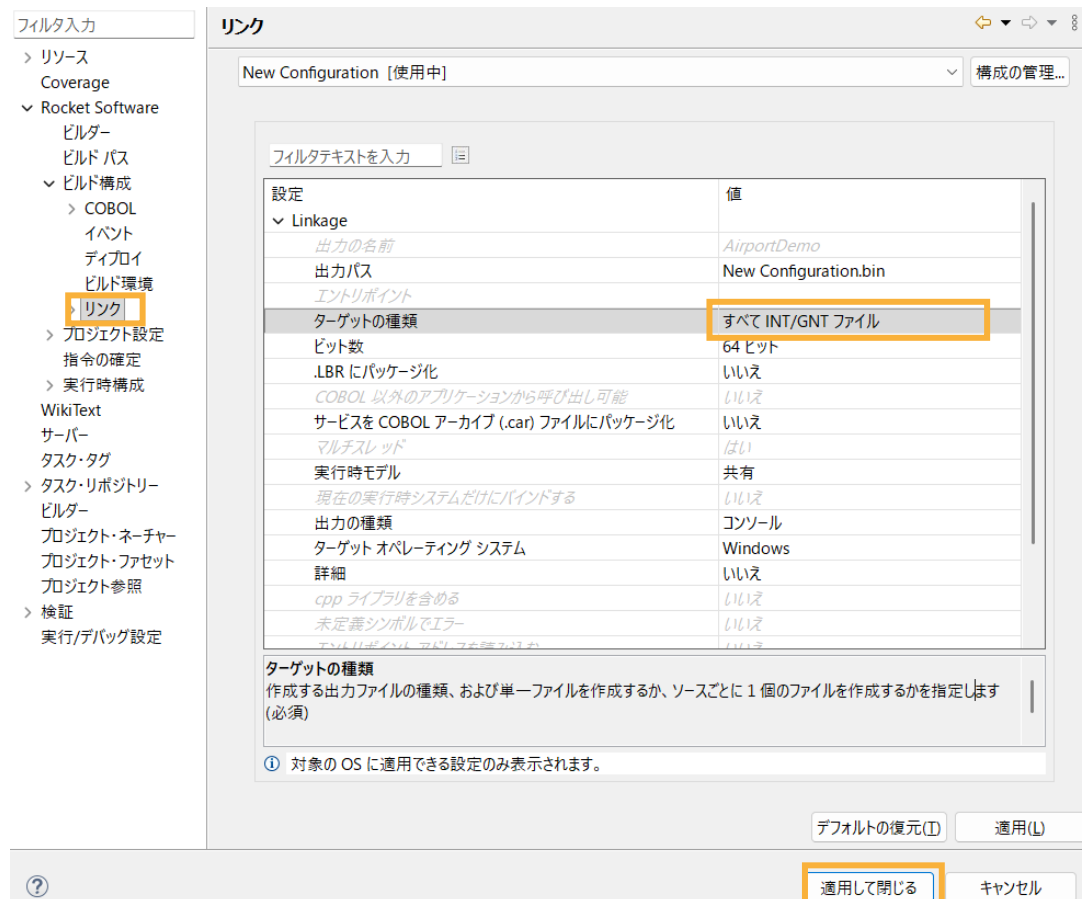 フィルタ入力
リソース
Coverage
Rocket Software
ビルダー
ビルド パス
ビルド構成
COBOL
イベント
ディプロイ
ビルド環境
リンク
プロジェクト設定
指令の確定
実行時構成
WikiText
サーバー
タスク・タグ
タスク・リポジトリー
ビルダー
プロジェクト・ネーチャー
プロジェクト・ファセット
プロジェクト参照
検証
実行/デバッグ設定
リンク
New Configuration [使用中]
構成の管理...
フィルタテキストを入力
設定 値
Linkage
出力の名前 AirportDemo
出力パス New Configuration.bin
エントリポイント
ターゲットの種類 すべて INT/GNT ファイル
ビット数 64 ビット
.LBR にパッケージ化 いいえ
COBOL 以外のアプリケーションから呼び出し可能 いいえ
サービスを COBOL アーカイブ (.car) ファイルにパッケージ化 いいえ
マルチスレッド はい
実行時モデル 共有
現在の実行時システムだけにバインドする いいえ
出力の種類 コンソール
ターゲット オペレーティング システム Windows
詳細 いいえ
cpp ライブラリを含める いいえ
未定義シンボルでエラー いいえ
エントリポイント アドレスを読み込む いいえ
ターゲットの種類
作成する出力ファイルの種類、および単一ファイルを作成するか、ソースごとに 1 個のファイルを作成するかを指定します
(必須)
対象の OS に適用できる設定のみ表示されます。
デフォルトの復元(T) 適用(L)
? 適用して閉じる キャンセル